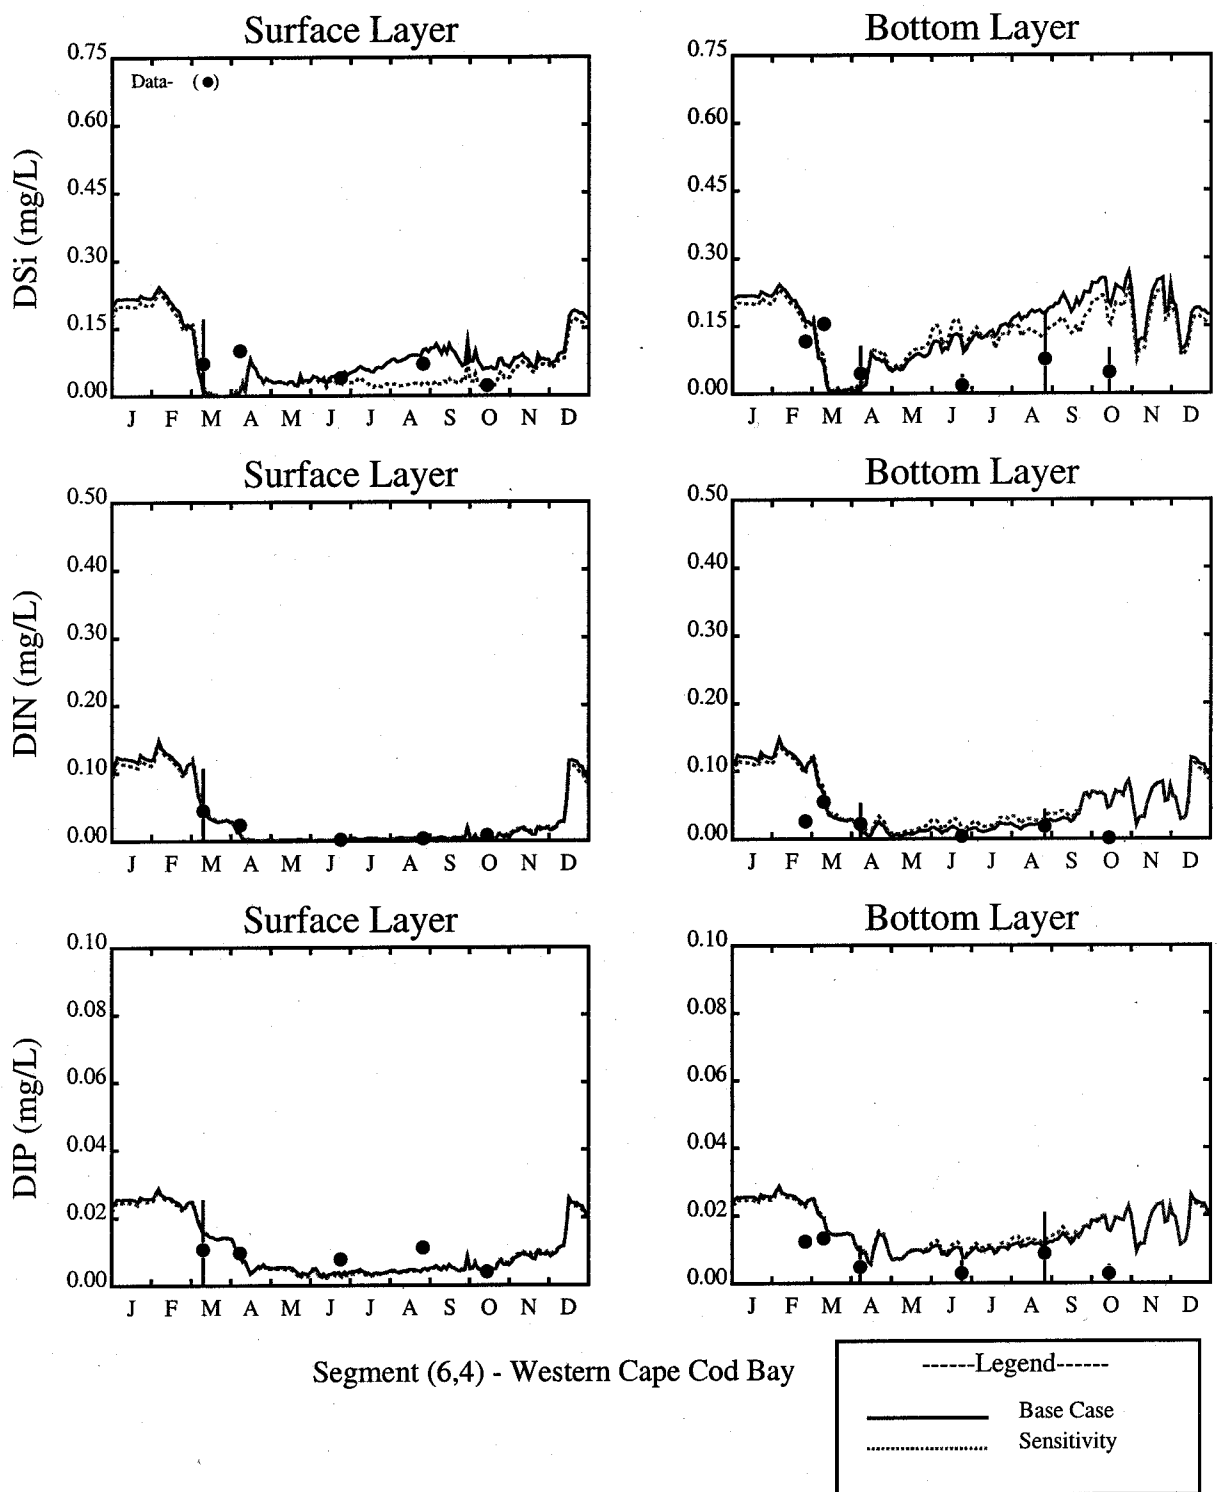 Surface Layer
Bottom Layer
DSi (mg/L)
0.75
0.60
0.45
0.30
0.15
0.00
Data- (●)
J F M A M J J A S O N D
0.75
0.60
0.45
0.30
0.15
0.00
J F M A M J J A S O N D
Surface Layer
Bottom Layer
DIN (mg/L)
0.50
0.40
0.30
0.20
0.10
0.00
J F M A M J J A S O N D
0.50
0.40
0.30
0.20
0.10
0.00
J F M A M J J A S O N D
Surface Layer
Bottom Layer
DIP (mg/L)
0.10
0.08
0.06
0.04
0.02
0.00
J F M A M J J A S O N D
0.10
0.08
0.06
0.04
0.02
0.00
J F M A M J J A S O N D
Segment (6,4) - Western Cape Cod Bay
------Legend------
Base Case
Sensitivity